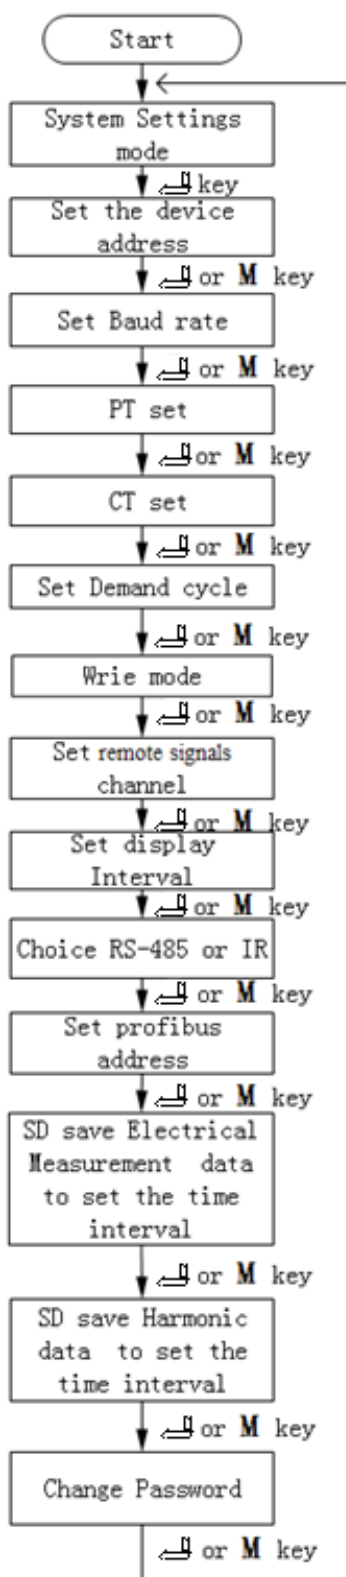 Start
System Settings
mode
key
Set the device
address
or M key
Set Baud rate
or M key
PT set
or M key
CT set
or M key
Set Demand cycle
or M key
Wrie mode
or M key
Set remote signals
channel
or M key
Set display
Interval
or M key
Choice RS-485 or IR
or M key
Set profibus
address
or M key
SD save Electrical
Measurement data
to set the time
interval
or M key
SD save Harmonic
data to set the
time interval
or M key
Change Password
or M key